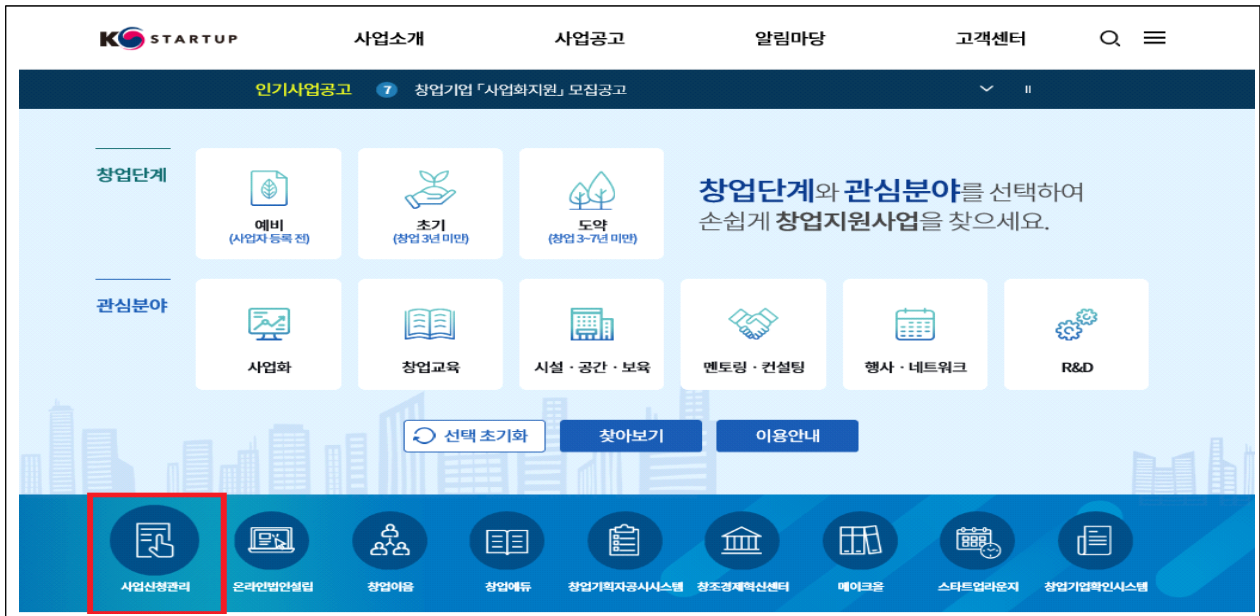 K STARTUP 사업소개 사업공고 알림마당 고객센터
인기사업공고 7 창업기업 「사업화지원」 모집공고
창업단계
예비
(사업자 등록 전)
초기
(창업 3년 미만)
도약
(창업 3~7년 미만)
창업단계와 관심분야를 선택하여
손쉽게 창업지원사업을 찾으세요.
관심분야
사업화
창업교육
시설 · 공간 · 보육
멘토링 · 컨설팅
행사 · 네트워크
R&D
선택 초기화 찾아보기 이용안내
사업신청관리 온라인법인설립 창업이음 창업에듀 창업기획자공시시스템 창조경제혁신센터 메이크올 스타트업라운지 창업기업확인시스템